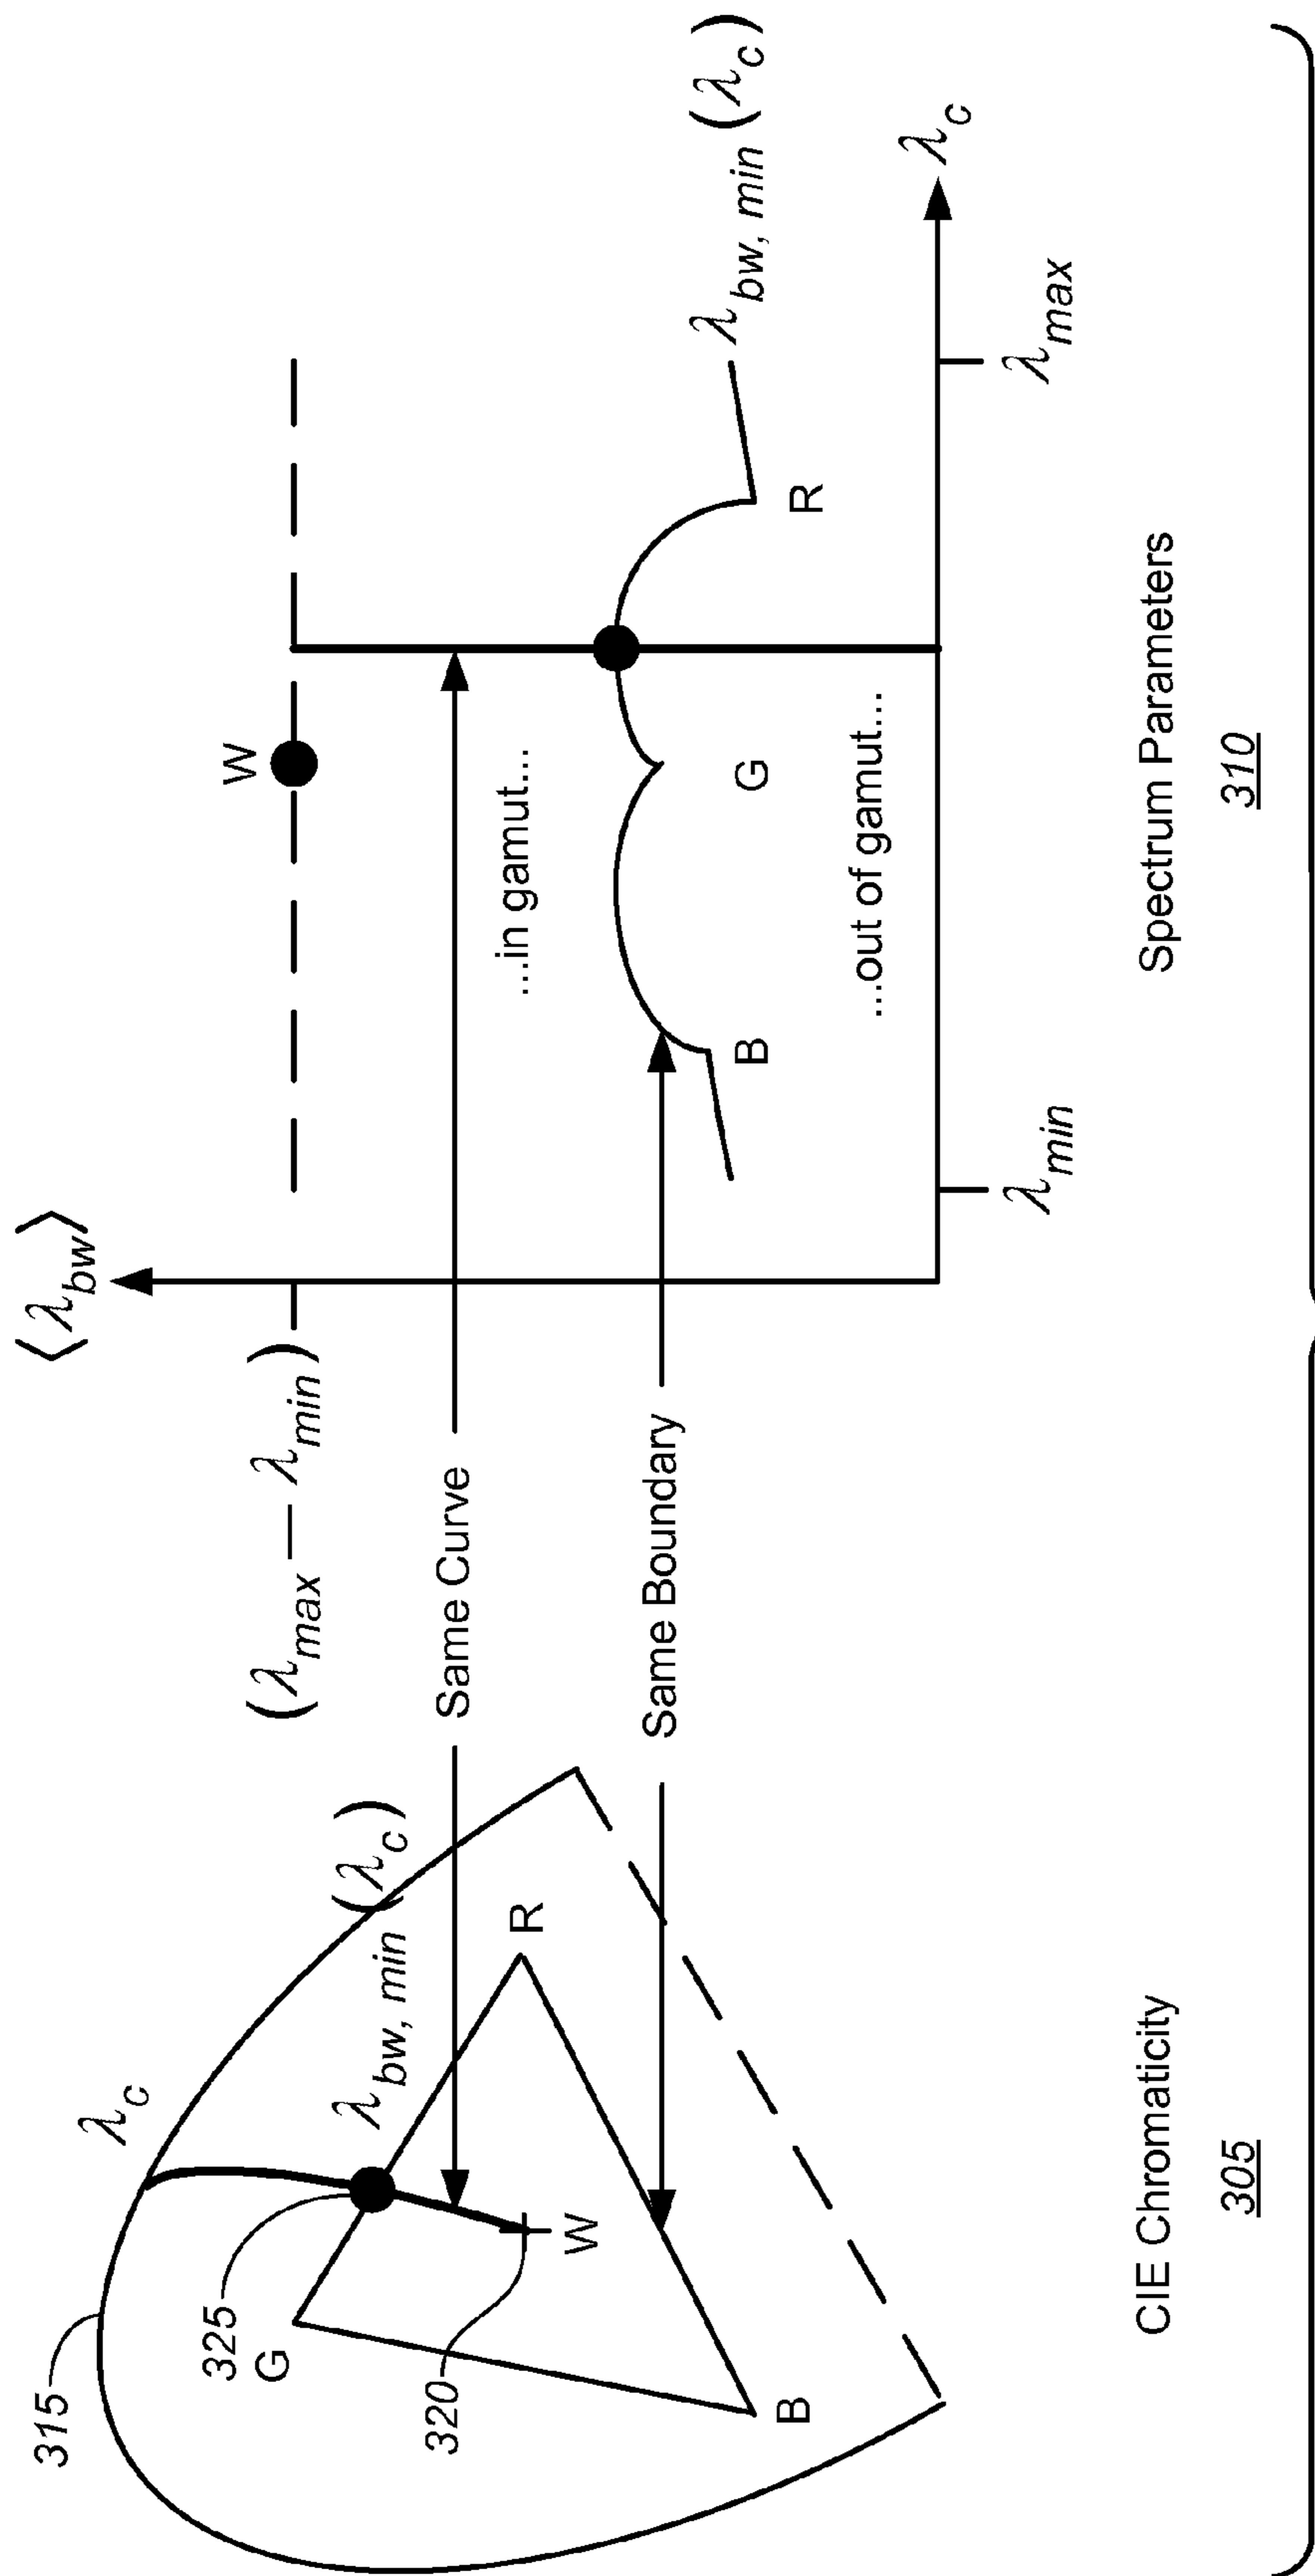 315
λc
325
G
λbw, min (λc)
R
320
W
B
CIE Chromaticity
305
(λmax — λmin)
Same Curve
Same Boundary
⟨λbw⟩
W
...in gamut...
B
G
R
...out of gamut...
λbw, min (λc)
λc
λmin
λmax
Spectrum Parameters
310